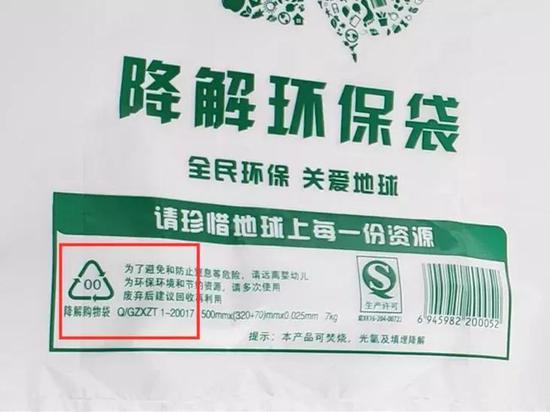 降解环保袋
全民环保 关爱地球
请珍惜地球上每一份资源
00
降解购物袋
为了避免和防止窒息等危险，请远离婴幼儿
为环保环境和节约资源，请多次使用
废弃后建议回收再利用
Q/GZXZT 1-20017 500mmx(320+70)mmx0.025mm 7kg
生产许可
6 945982 200052
提示：本产品可焚烧，光氧及填埋降解